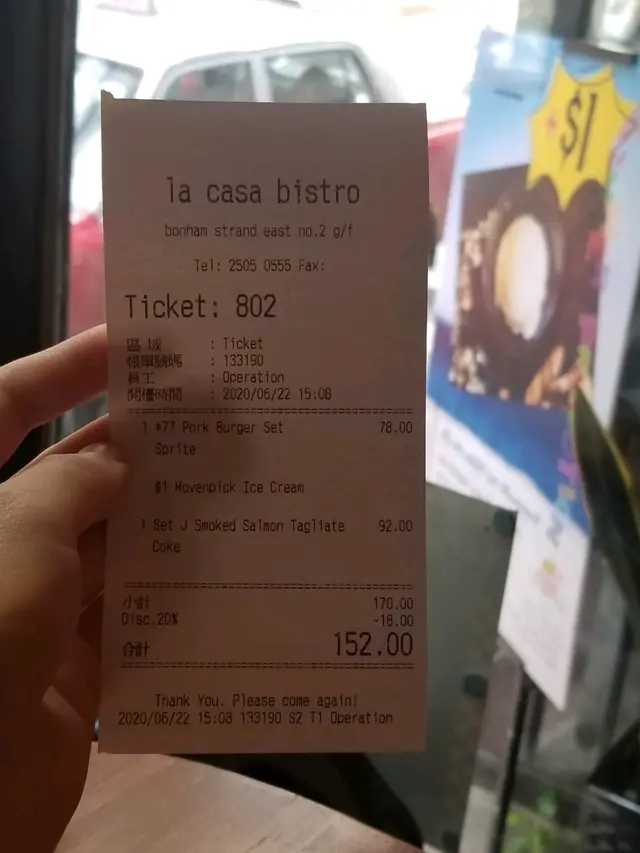 la casa bistro
bonham strand east no.2 g/f
Tel: 2505 0555 Fax:
Ticket: 802
區域 : Ticket
帳單號碼 : 133190
員工 : Operation
開檯時間 : 2020/06/22 15:08
1 *77 Pork Burger Set 78.00
Sprite
$1 Movenpick Ice Cream
1 Set J Smoked Salmon Tagliate 92.00
Coke
小計 170.00
Disc.20% -18.00
合計 152.00
Thank You. Please come again!
2020/06/22 15:08 133190 S2 T1 Operation
$1